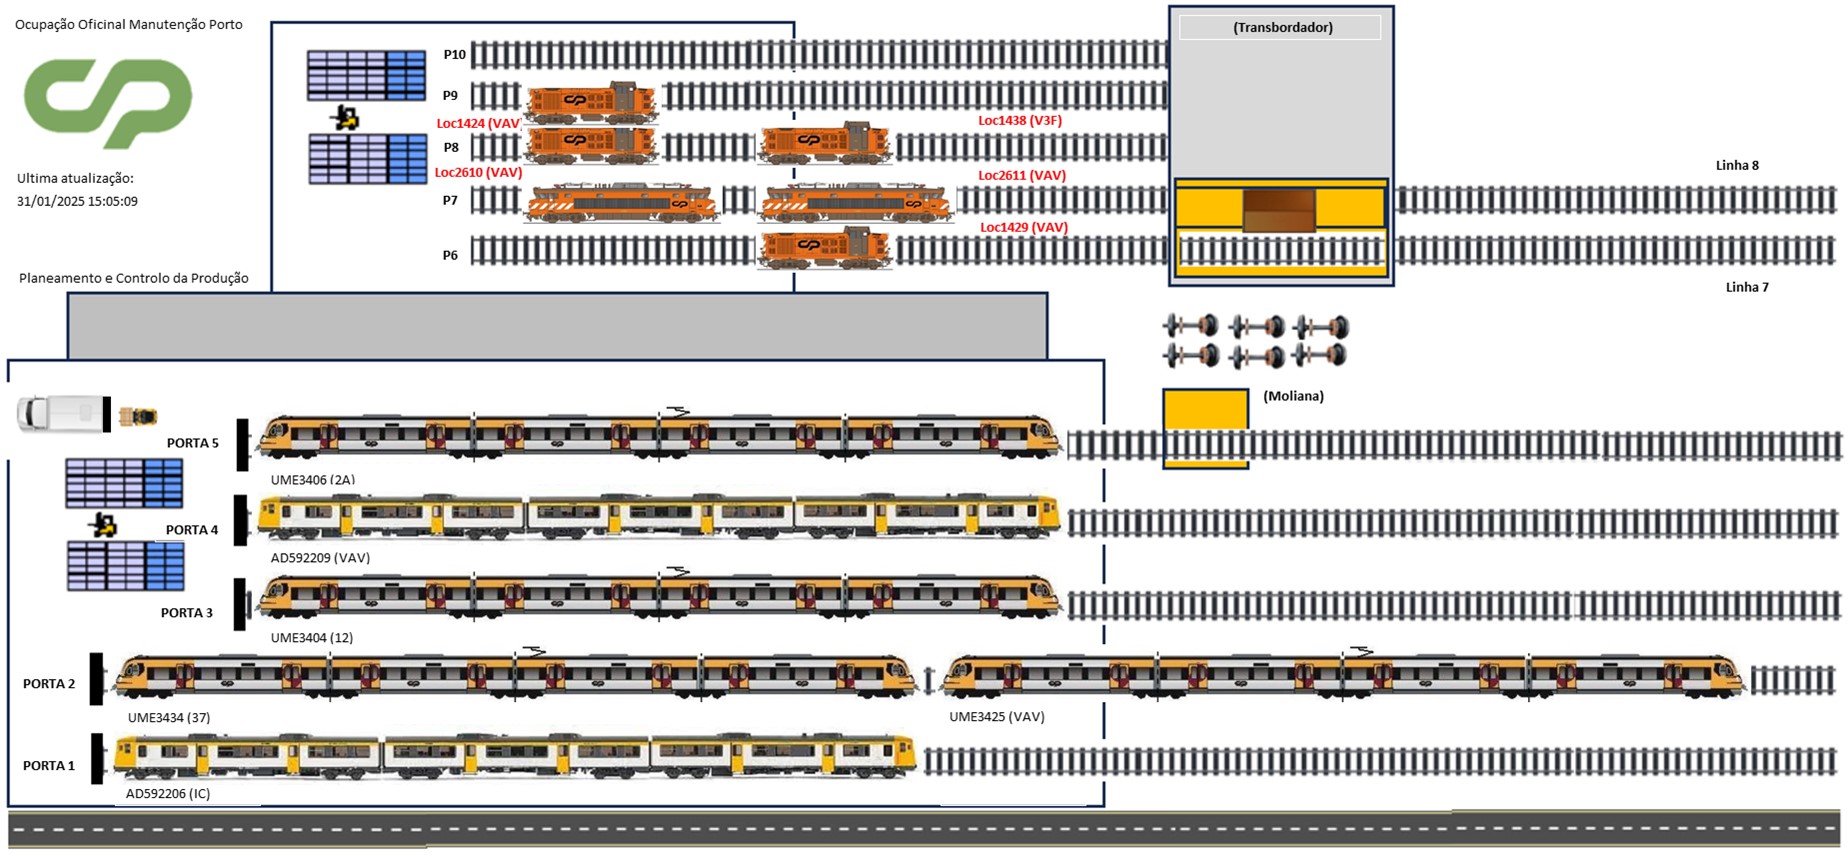 Ocupação Oficinal Manutenção Porto
CP
Ultima atualização:
31/01/2025 15:05:09
Planeamento e Controlo da Produção
(Transbordador)
P10
P9
Loc1424 (VAV)
Loc1438 (V3F)
P8
Loc2610 (VAV)
Loc2611 (VAV)
P7
Loc1429 (VAV)
P6
Linha 8
Linha 7
(Moliana)
PORTA 5
UME3406 (2A)
PORTA 4
AD592209 (VAV)
PORTA 3
UME3404 (12)
PORTA 2
UME3434 (37)
UME3425 (VAV)
PORTA 1
AD592206 (IC)